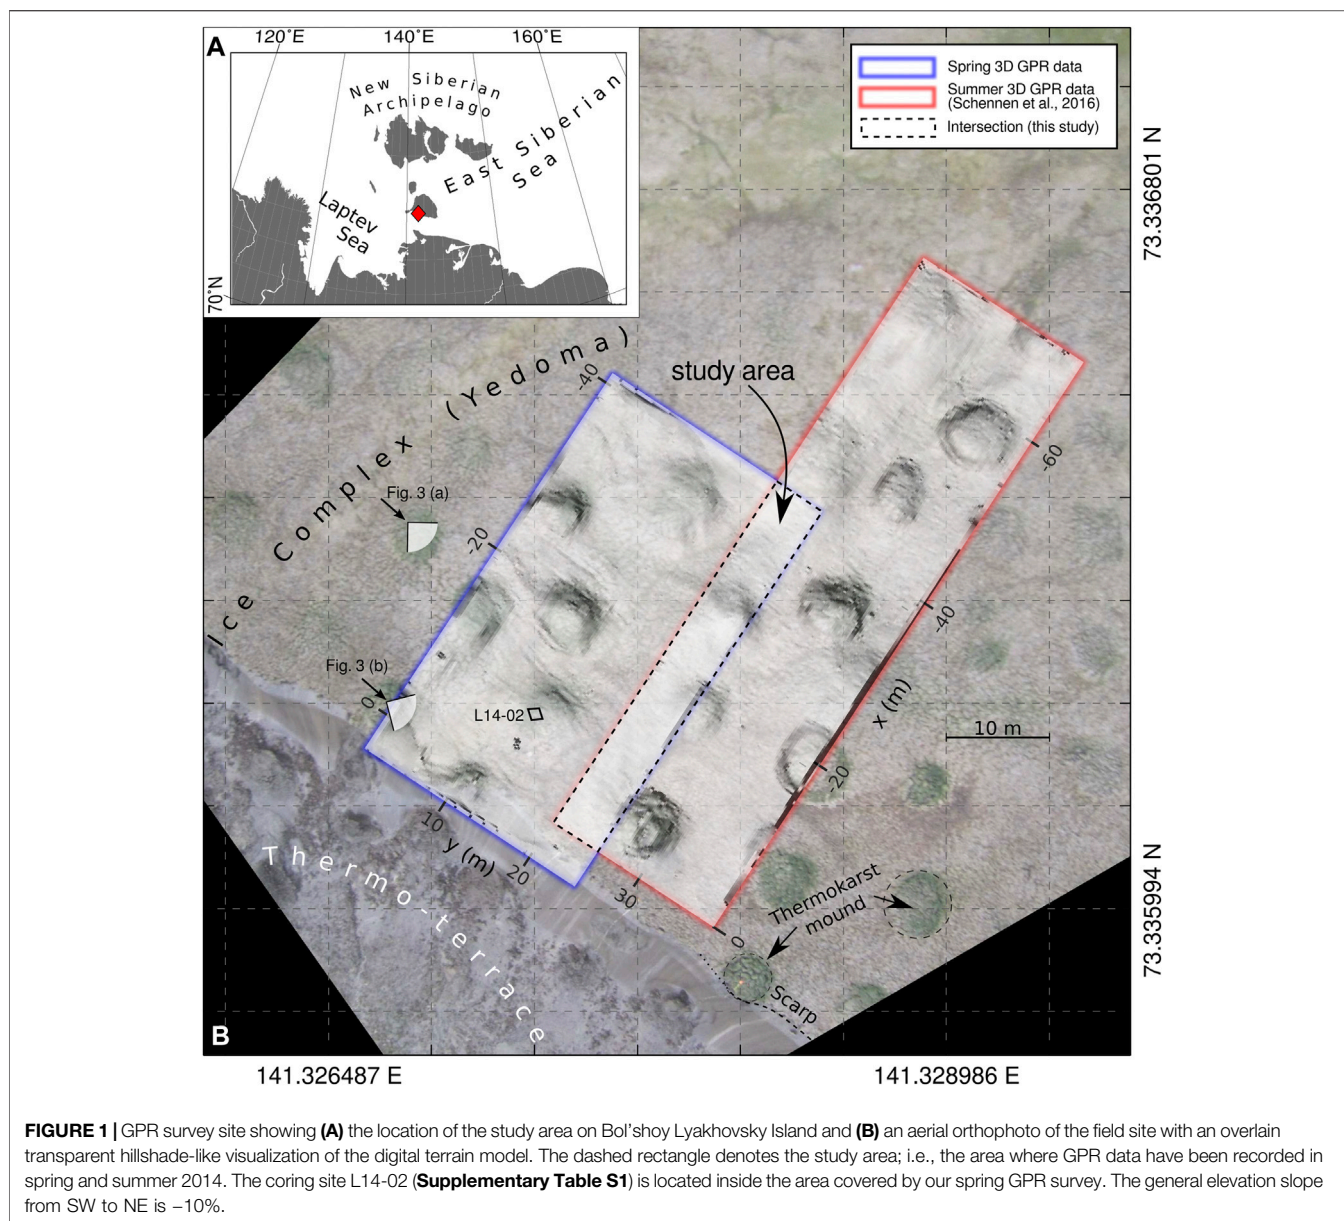 A
120°E
140°E
160°E
New Siberian
Archipelago
East Siberian
Sea
Laptev
Sea
70°N
Spring 3D GPR data
Summer 3D GPR data
(Schennen et al., 2016)
Intersection (this study)
73.336801 N
Ice Complex (Yedoma)
study area
-40
-60
Fig. 3 (a)
-20
-40
Fig. 3 (b)
0
L14-02
x (m)
10 m
-20
10
y (m)
20
30
0
Thermokarst
mound
73.335994 N
Thermo-terrace
Scarp
B
141.326487 E
141.328986 E
FIGURE 1 | GPR survey site showing (A) the location of the study area on Bol'shoy Lyakhovsky Island and (B) an aerial orthophoto of the field site with an overlain
transparent hillshade-like visualization of the digital terrain model. The dashed rectangle denotes the study area; i.e., the area where GPR data have been recorded in
spring and summer 2014. The coring site L14-02 (Supplementary Table S1) is located inside the area covered by our spring GPR survey. The general elevation slope
from SW to NE is −10%.